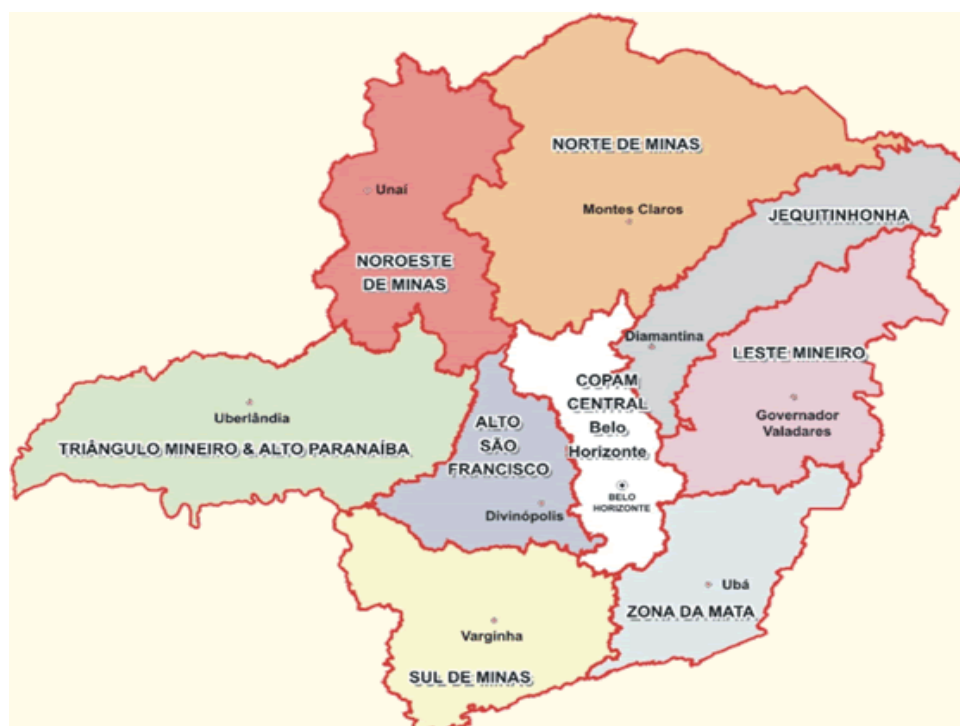 NORTE DE MINAS
Unaí
Montes Claros
JEQUITINHONHA
NOROESTE
DE MINAS
Diamantina
LESTE MINEIRO
COPAM
CENTRAL
Belo
Horizonte
Uberlândia
TRIÂNGULO MINEIRO & ALTO PARANAÍBA
ALTO
SÃO
FRANCISCO
Governador
Valadares
BELO
HORIZONTE
Divinópolis
Ubá
ZONA DA MATA
Varginha
SUL DE MINAS